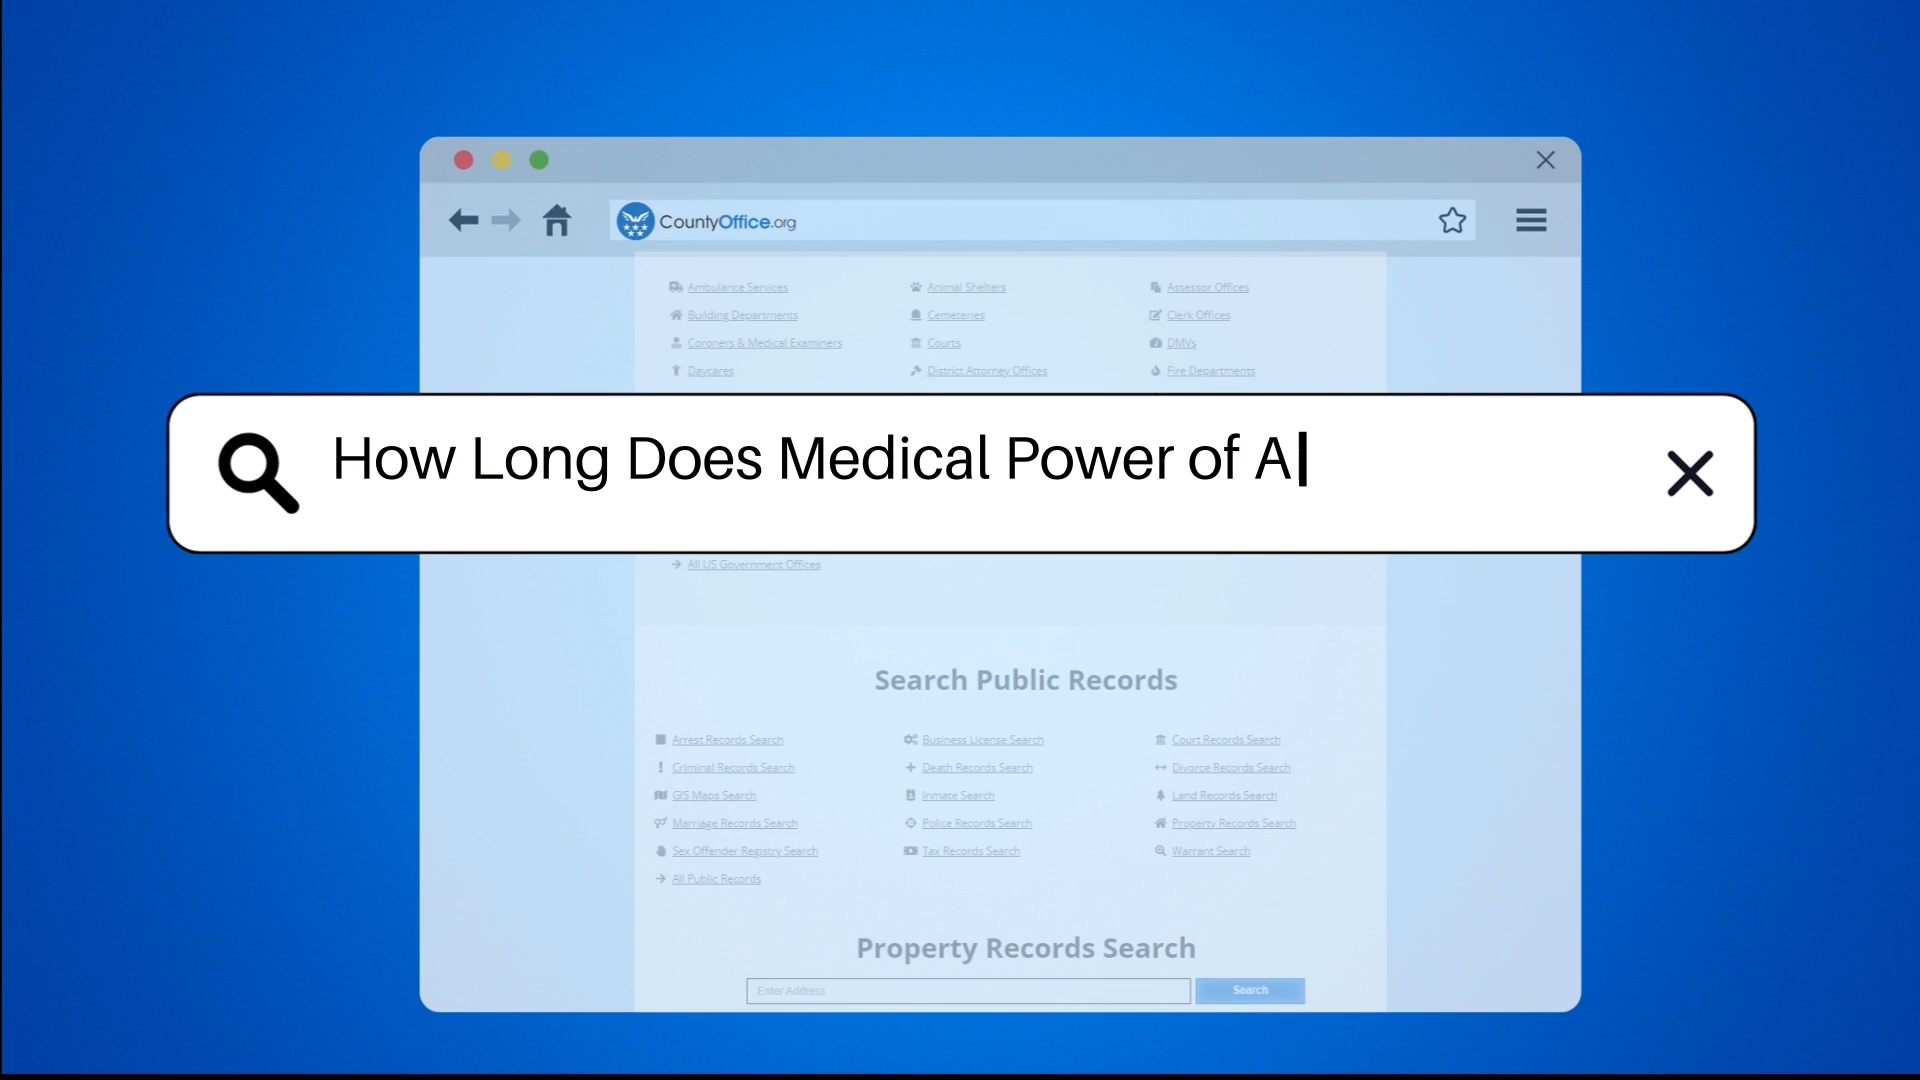 CountyOffice.org
Ambulance Services Animal Shelters Assessor Offices
Building Departments Cemeteries Clerk Offices
Coroners & Medical Examiners Courts DMVs
Daycares District Attorney Offices Fire Departments
How Long Does Medical Power of A
All US Government Offices
Search Public Records
Arrest Records Search Business License Search Court Records Search
Criminal Records Search Death Records Search Divorce Records Search
GIS Maps Search Inmate Search Land Records Search
Marriage Records Search Police Records Search Property Records Search
Sex Offender Registry Search Tax Records Search Warrant Search
All Public Records
Property Records Search
Enter Address Search